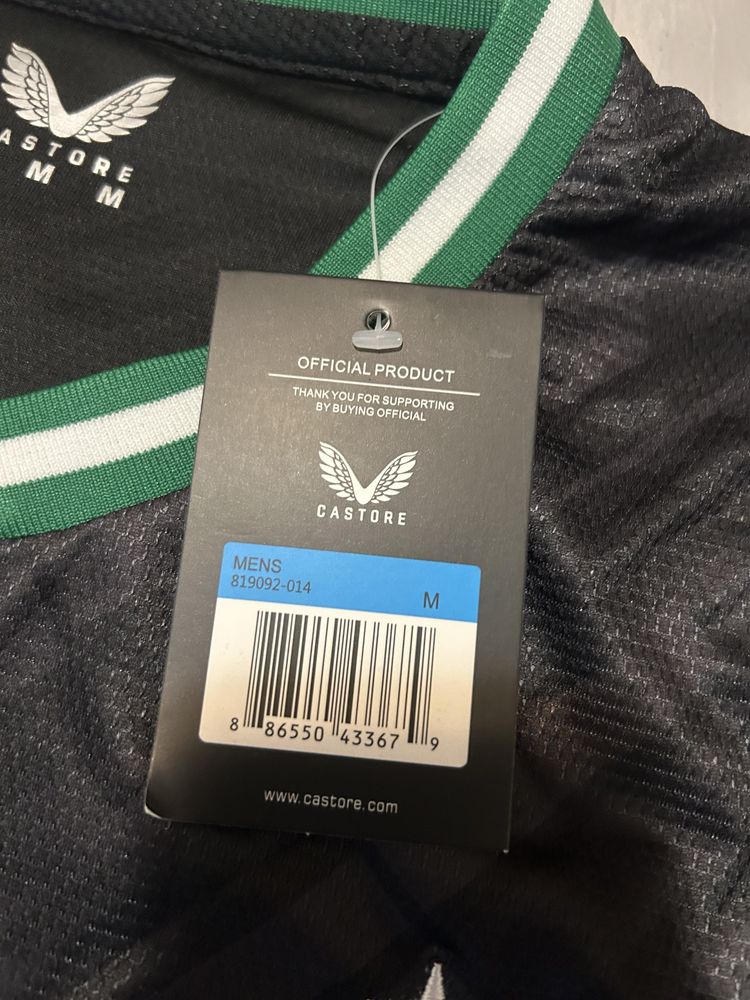 CASTORE
M M
OFFICIAL PRODUCT
THANK YOU FOR SUPPORTING
BY BUYING OFFICIAL
CASTORE
MENS
819092-014
M
8 86550 43367 9
www.castore.com